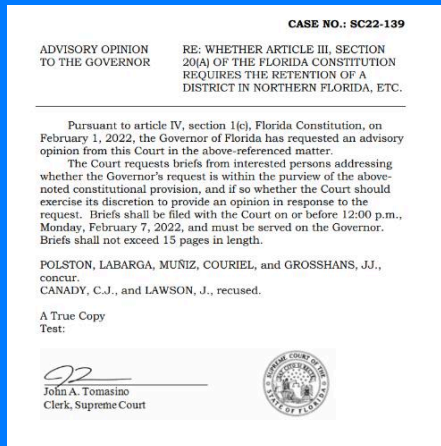 CASE NO.: SC22-139
ADVISORY OPINION
TO THE GOVERNOR
RE: WHETHER ARTICLE III, SECTION
20(A) OF THE FLORIDA CONSTITUTION
REQUIRES THE RETENTION OF A
DISTRICT IN NORTHERN FLORIDA, ETC.
Pursuant to article IV, section 1(c), Florida Constitution, on
February 1, 2022, the Governor of Florida has requested an advisory
opinion from this Court in the above-referenced matter.
The Court requests briefs from interested persons addressing
whether the Governor's request is within the purview of the above-
noted constitutional provision, and if so whether the Court should
exercise its discretion to provide an opinion in response to the
request. Briefs shall be filed with the Court on or before 12:00 p.m.,
Monday, February 7, 2022, and must be served on the Governor.
Briefs shall not exceed 15 pages in length.
POLSTON, LABARGA, MUÑIZ, COURIEL, and GROSSHANS, JJ.,
concur.
CANADY, C.J., and LAWSON, J., recused.
A True Copy
Test:
John A. Tomasino
Clerk, Supreme Court
SUPREME COURT OF THE
STATE OF FLORIDA